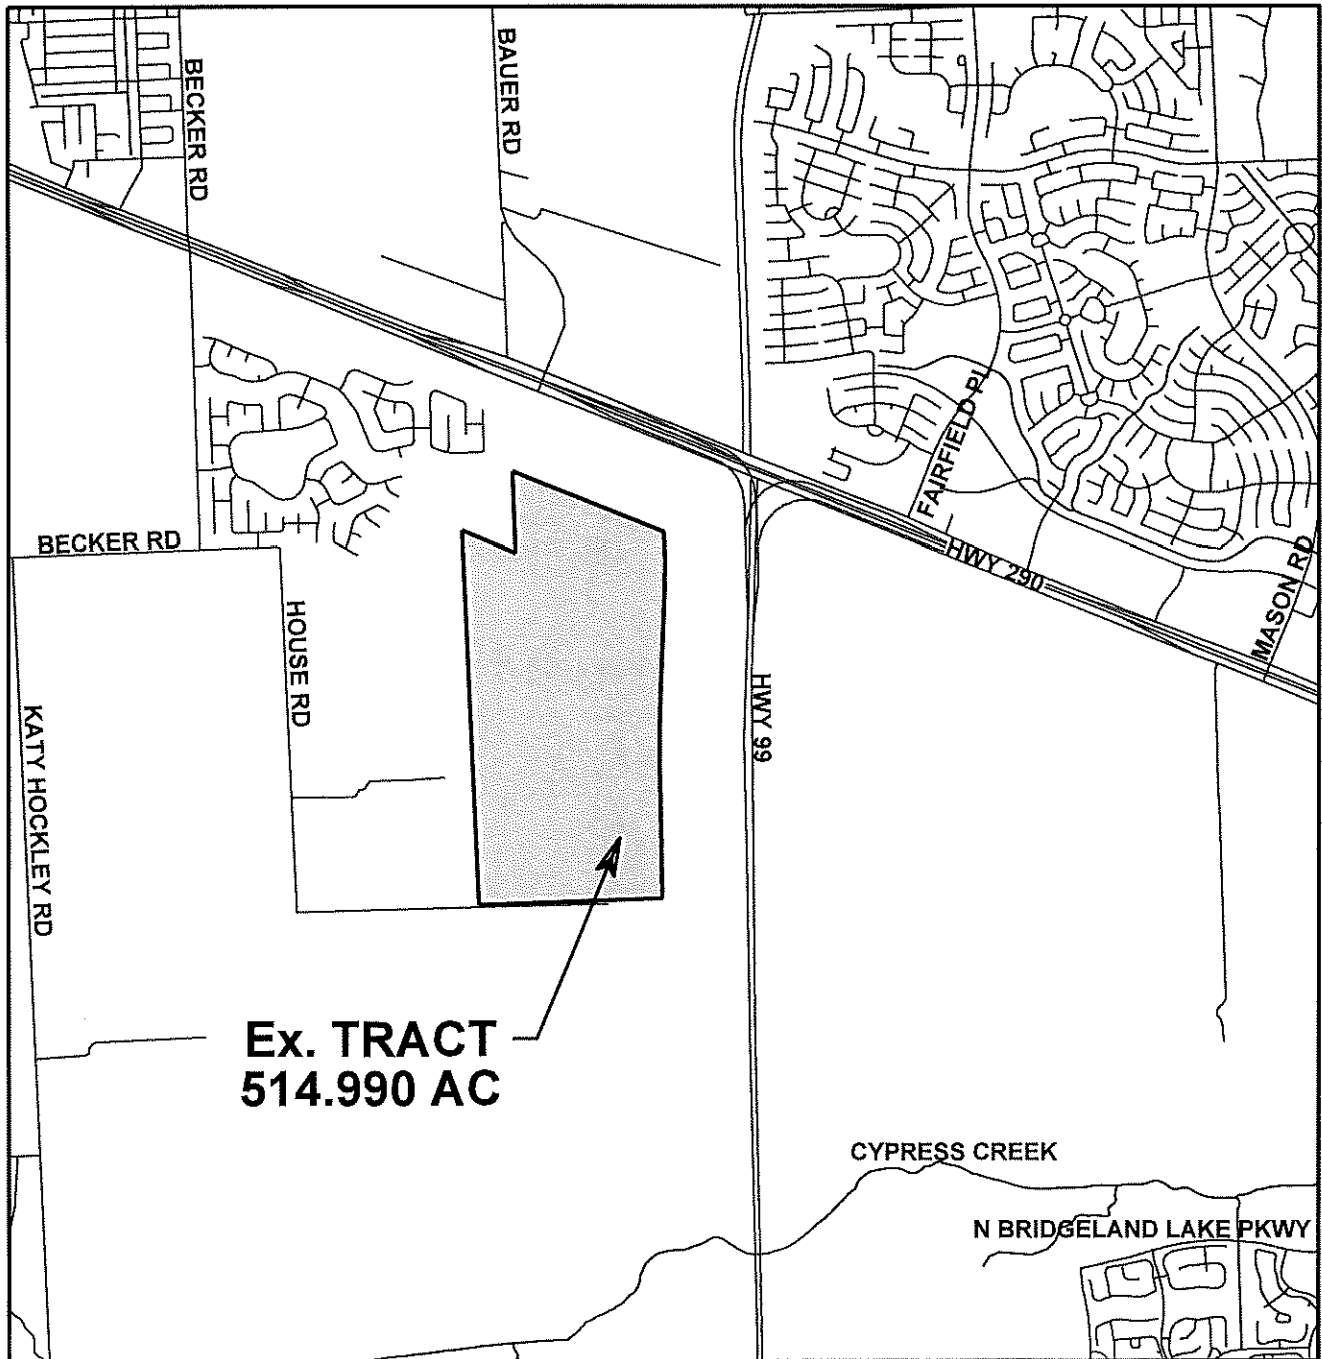 BAUER RD
BECKER RD
FAIRFIELD PL
BECKER RD
HWY 290
MASON RD
HOUSE RD
HWY 99
KATY HOCKLEY RD
Ex. TRACT
514.990 AC
CYPRESS CREEK
N BRIDGELAND LAKE PKWY